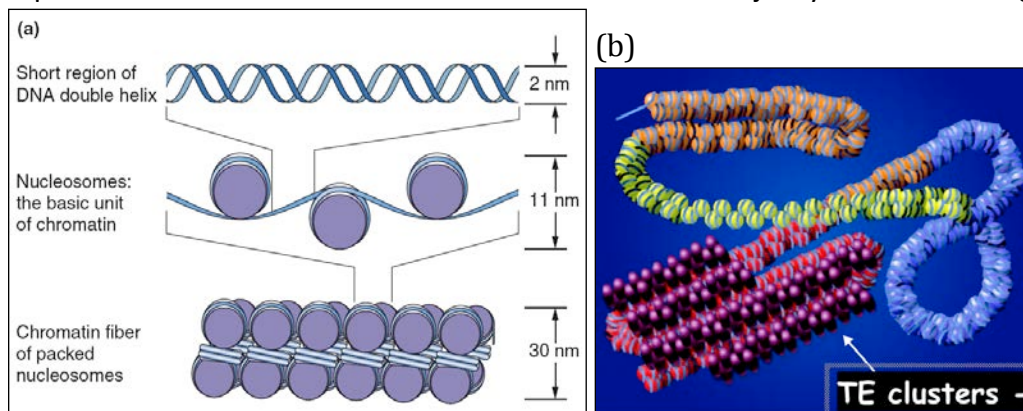 (a)
Short region of
DNA double helix
2 nm
Nucleosomes:
the basic unit
of chromatin
11 nm
Chromatin fiber
of packed
nucleosomes
30 nm
(b)
TE clusters -